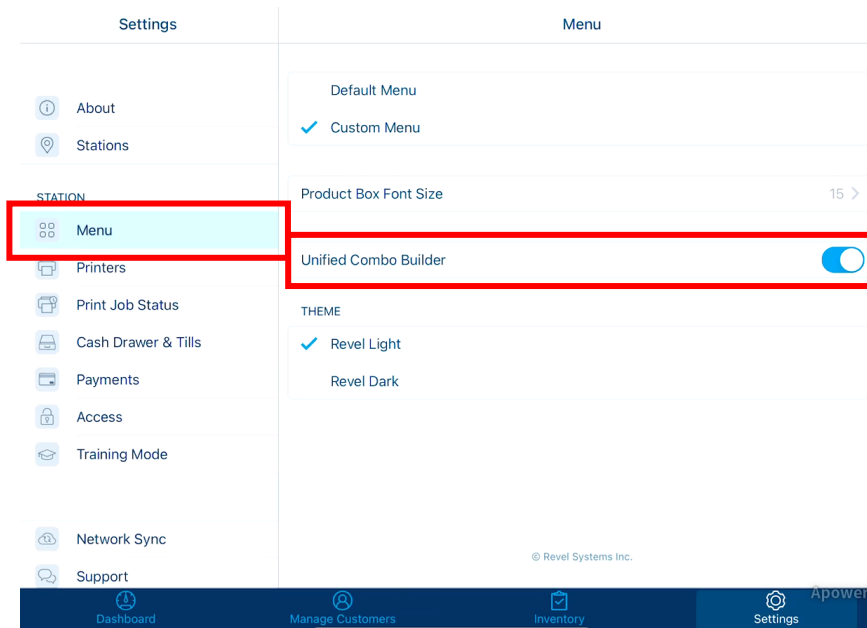 Settings
Menu
About
Stations
STATION
Menu
Printers
Print Job Status
Cash Drawer & Tills
Payments
Access
Training Mode
Network Sync
Support
Default Menu
Custom Menu
Product Box Font Size
15
Unified Combo Builder
THEME
Revel Light
Revel Dark
© Revel Systems Inc.
Dashboard
Manage Customers
Inventory
Settings
Apower